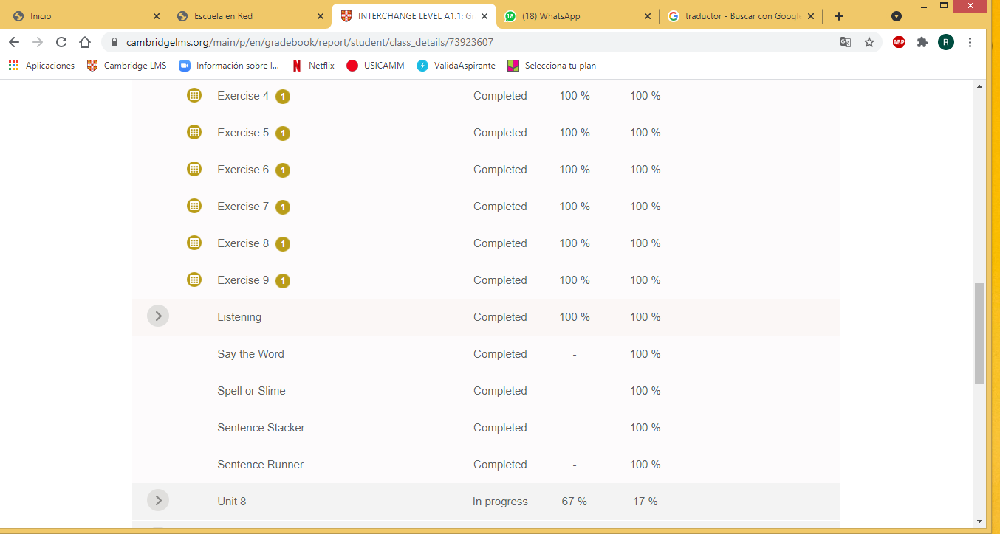 Inicio Escuela en Red INTERCHANGE LEVEL A1.1: Gr (18) WhatsApp traductor - Buscar con Google
cambridgelms.org/main/p/en/gradebook/report/student/class_details/73923607 ABP R
Aplicaciones Cambridge LMS Información sobre l... Netflix USICAMM ValidaAspirante Selecciona tu plan
Exercise 4 1 Completed 100 % 100 %
Exercise 5 1 Completed 100 % 100 %
Exercise 6 1 Completed 100 % 100 %
Exercise 7 1 Completed 100 % 100 %
Exercise 8 1 Completed 100 % 100 %
Exercise 9 1 Completed 100 % 100 %
Listening Completed 100 % 100 %
Say the Word Completed - 100 %
Spell or Slime Completed - 100 %
Sentence Stacker Completed - 100 %
Sentence Runner Completed - 100 %
Unit 8 In progress 67 % 17 %